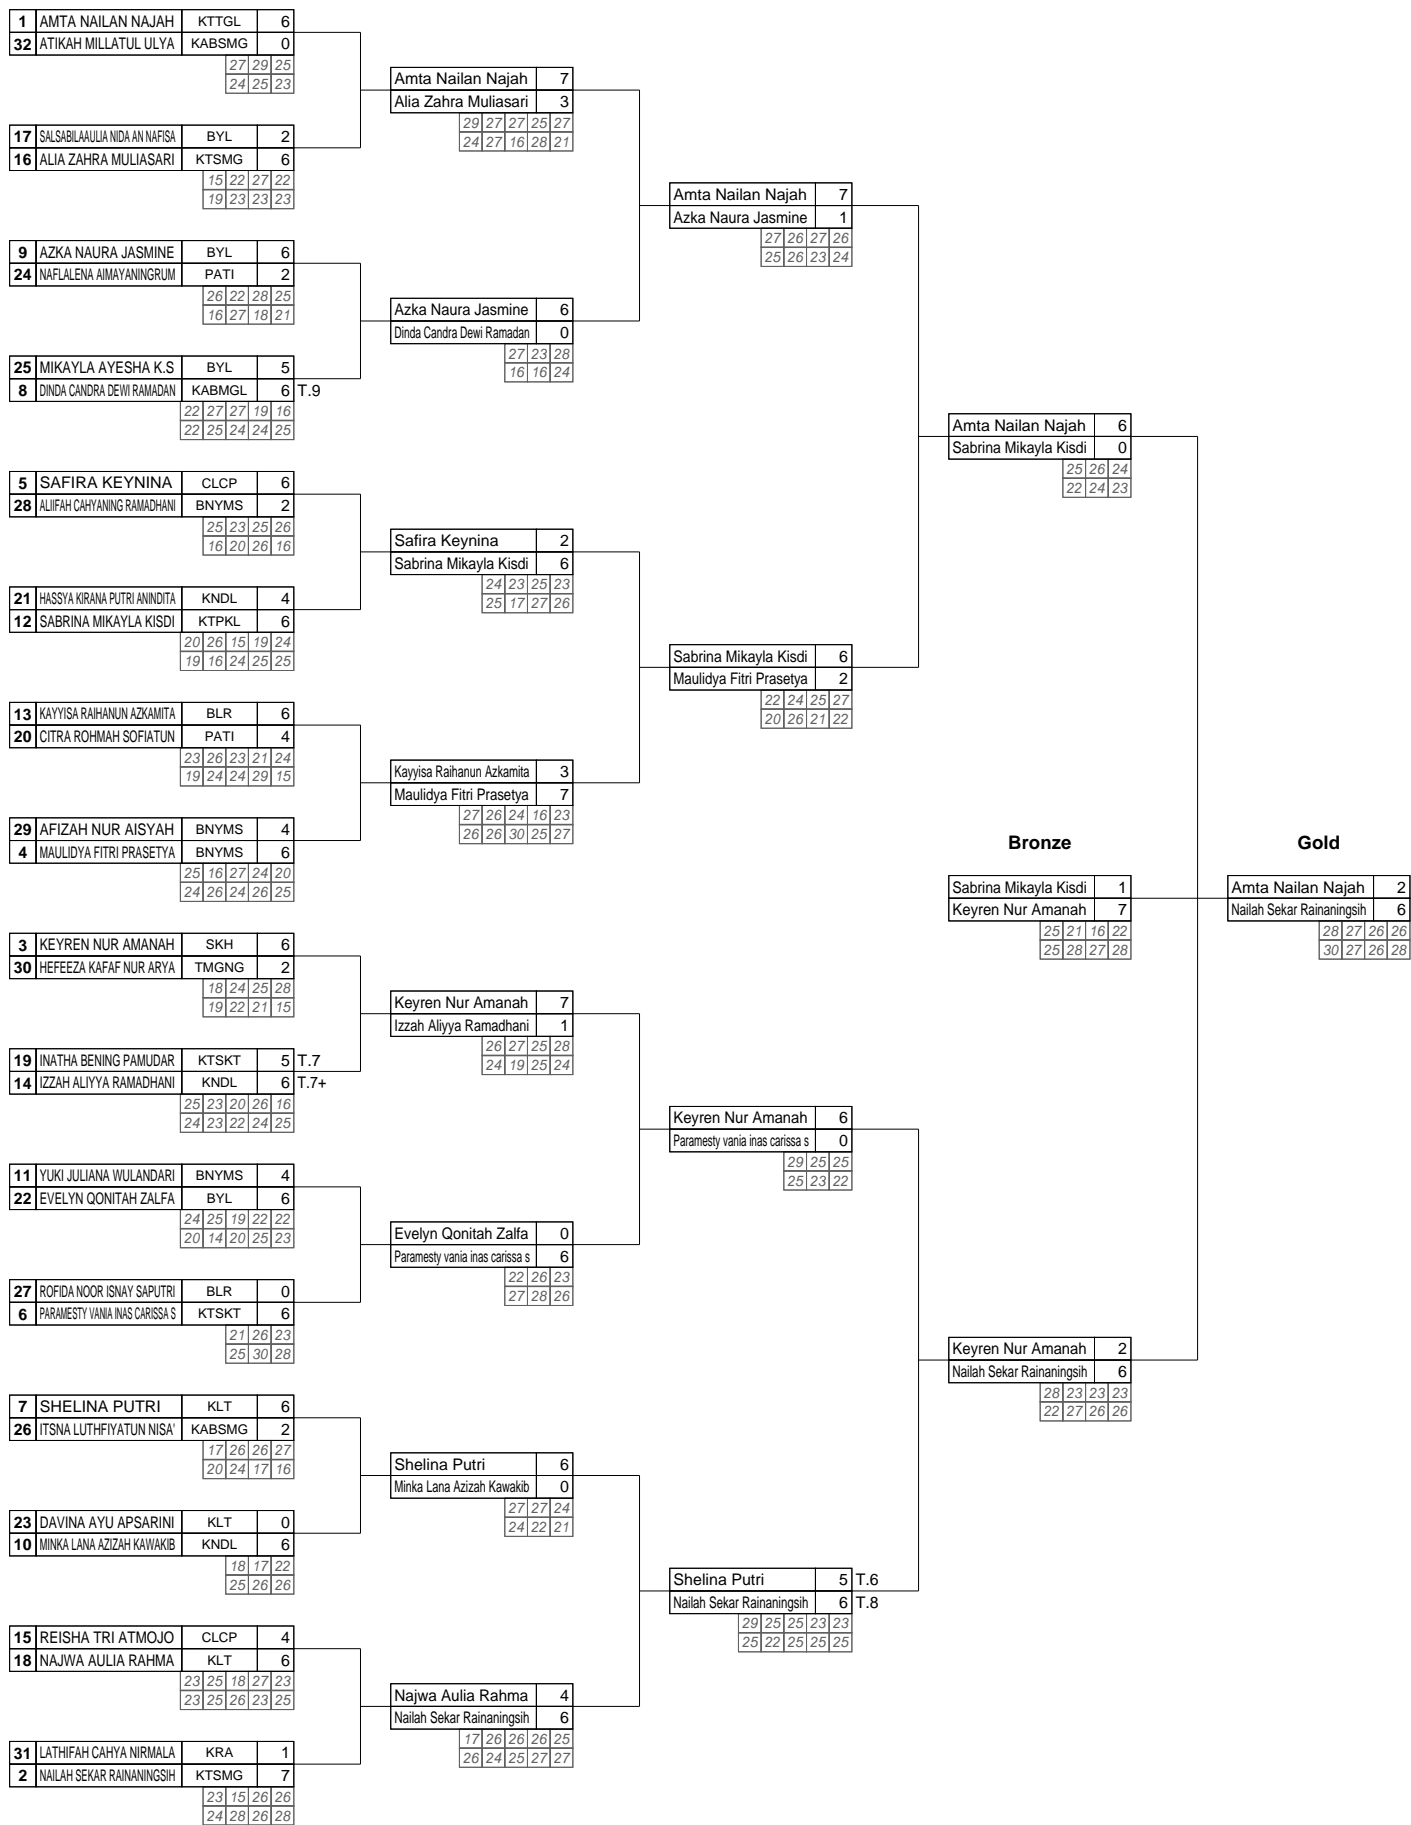 1 AMTA NAILAN NAJAH KTTGL 6
32 ATIKAH MILLATUL ULYA KABSMG 0
27 29 25
24 25 23
17 SALSABILAAULIA NIDA AN NAFISA BYL 2
16 ALIA ZAHRA MULIASARI KTSMG 6
15 22 27 22
19 23 23 23
9 AZKA NAURA JASMINE BYL 6
24 NAFLALENA AIMAYANINGRUM PATI 2
26 22 28 25
16 27 18 21
25 MIKAYLA AYESHA K.S BYL 5
8 DINDA CANDRA DEWI RAMADAN KABMGL 6 T.9
22 27 27 19 16
22 25 24 24 25
5 SAFIRA KEYNINA CLCP 6
28 ALIIFAH CAHYANING RAMADHANI BNYMS 2
25 23 25 26
16 20 26 16
21 HASSYA KIRANA PUTRI ANINDITA KNDL 4
12 SABRINA MIKAYLA KISDI KTPKL 6
20 26 15 19 24
19 16 24 25 25
13 KAYYISA RAIHANUN AZKAMITA BLR 6
20 CITRA ROHMAH SOFIATUN PATI 4
23 26 23 21 24
19 24 24 29 15
29 AFIZAH NUR AISYAH BNYMS 4
4 MAULIDYA FITRI PRASETYA BNYMS 6
25 16 27 24 20
24 26 24 26 25
3 KEYREN NUR AMANAH SKH 6
30 HEFEEZA KAFAF NUR ARYA TMGNG 2
18 24 25 28
19 22 21 15
19 INATHA BENING PAMUDAR KTSKT 5 T.7
14 IZZAH ALIYYA RAMADHANI KNDL 6 T.7+
25 23 20 26 16
24 23 22 24 25
11 YUKI JULIANA WULANDARI BNYMS 4
22 EVELYN QONITAH ZALFA BYL 6
24 25 19 22 22
20 14 20 25 23
27 ROFIDA NOOR ISNAY SAPUTRI BLR 0
6 PARAMESTY VANIA INAS CARISSA S KTSKT 6
21 26 23
25 30 28
7 SHELINA PUTRI KLT 6
26 ITSNA LUTHFIYATUN NISA' KABSMG 2
17 26 26 27
20 24 17 16
23 DAVINA AYU APSARINI KLT 0
10 MINKA LANA AZIZAH KAWAKIB KNDL 6
18 17 22
25 26 26
15 REISHA TRI ATMOJO CLCP 4
18 NAJWA AULIA RAHMA KLT 6
23 25 18 27 23
23 25 26 23 25
31 LATHIFAH CAHYA NIRMALA KRA 1
2 NAILAH SEKAR RAINANINGSIH KTSMG 7
23 15 26 26
24 28 26 28
Amta Nailan Najah 7
Alia Zahra Muliasari 3
29 27 27 25 27
24 27 16 28 21
Azka Naura Jasmine 6
Dinda Candra Dewi Ramadan 0
27 23 28
16 16 24
Safira Keynina 2
Sabrina Mikayla Kisdi 6
24 23 25 23
25 17 27 26
Kayyisa Raihanun Azkamita 3
Maulidya Fitri Prasetya 7
27 26 24 16 23
26 26 30 25 27
Keyren Nur Amanah 7
Izzah Aliyya Ramadhani 1
26 27 25 28
24 19 25 24
Evelyn Qonitah Zalfa 0
Paramesty vania inas carissa s 6
22 26 23
27 28 26
Shelina Putri 6
Minka Lana Azizah Kawakib 0
27 27 24
24 22 21
Najwa Aulia Rahma 4
Nailah Sekar Rainaningsih 6
17 26 26 26 25
26 24 25 27 27
Amta Nailan Najah 7
Azka Naura Jasmine 1
27 26 27 26
25 26 23 24
Sabrina Mikayla Kisdi 6
Maulidya Fitri Prasetya 2
22 24 25 27
20 26 21 22
Keyren Nur Amanah 6
Paramesty vania inas carissa s 0
29 25 25
25 23 22
Shelina Putri 5 T.6
Nailah Sekar Rainaningsih 6 T.8
29 25 25 23 23
25 22 25 25 25
Amta Nailan Najah 6
Sabrina Mikayla Kisdi 0
25 26 24
22 24 23
Keyren Nur Amanah 2
Nailah Sekar Rainaningsih 6
28 23 23 23
22 27 26 26
Bronze
Sabrina Mikayla Kisdi 1
Keyren Nur Amanah 7
25 21 16 22
25 28 27 28
Gold
Amta Nailan Najah 2
Nailah Sekar Rainaningsih 6
28 27 26 26
30 27 26 28